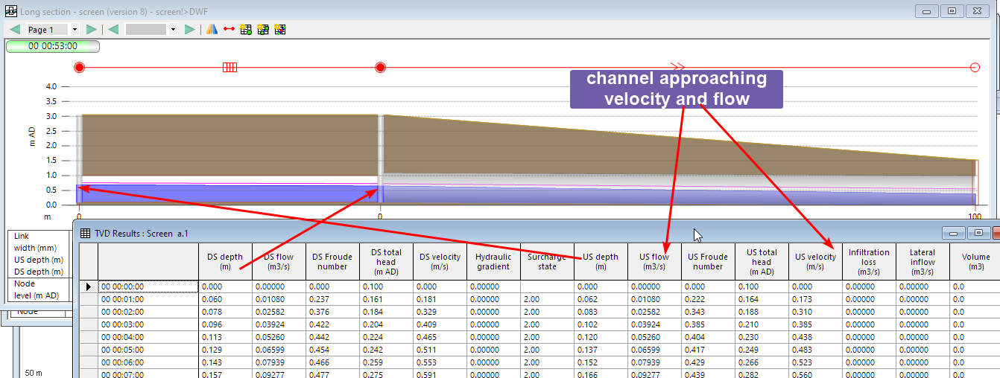 Long section - screen (version 8) - screen!>DWF
Page 1
00 00:53:00
channel approaching
velocity and flow
4.0
3.5
3.0
2.5
2.0
1.5
1.0
0.5
0.0
m AD
m 0 0 100
Link
width (mm)
US depth (m)
DS depth (m)
Node
level (m AD)
Node
50 m
TVD Results : Screen a.1
DS depth (m) DS flow (m3/s) DS Froude number DS total head (m AD) DS velocity (m/s) Hydraulic gradient Surcharge state US depth (m) US flow (m3/s) US Froude number US total head (m AD) US velocity (m/s) Infiltration loss (m3/s) Lateral inflow (m3/s) Volume (m3)
00 00:00:00 0.000 0.00000 0.000 0.100 0.000 0.00000 0.000 0.00000 0.000 0.100 0.000 0.00000 0.00000 0.0
00 00:01:00 0.060 0.01080 0.237 0.161 0.181 0.00000 2.00 0.062 0.01080 0.222 0.164 0.173 0.00000 0.00000 0.0
00 00:02:00 0.078 0.02582 0.376 0.184 0.329 0.00000 2.00 0.083 0.02582 0.343 0.188 0.310 0.00000 0.00000 0.0
00 00:03:00 0.096 0.03924 0.422 0.204 0.409 0.00000 2.00 0.102 0.03924 0.385 0.210 0.385 0.00000 0.00000 0.0
00 00:04:00 0.113 0.05260 0.442 0.224 0.465 0.00000 2.00 0.120 0.05260 0.404 0.230 0.438 0.00000 0.00000 0.0
00 00:05:00 0.129 0.06599 0.454 0.242 0.511 0.00000 2.00 0.137 0.06599 0.417 0.249 0.483 0.00000 0.00000 0.0
00 00:06:00 0.143 0.07939 0.466 0.259 0.553 0.00000 2.00 0.152 0.07939 0.429 0.266 0.523 0.00000 0.00000 0.0
00 00:07:00 0.157 0.09277 0.477 0.275 0.591 0.00000 2.00 0.166 0.09277 0.439 0.282 0.560 0.00000 0.00000 0.0